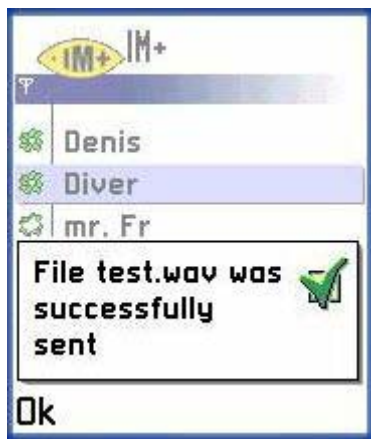 IM+ IM+
Denis
Diver
mr. Fr
File test.wav was
successfully
sent
Ok